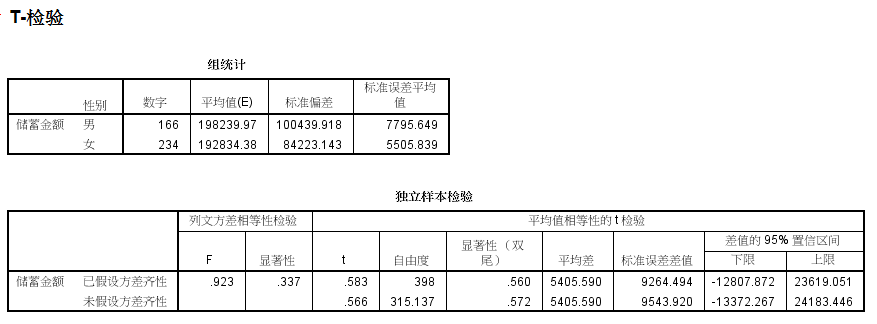 T-检验
组统计
性别 数字 平均值(E) 标准偏差 标准误差平均值
储蓄金额 男 166 198239.97 100439.918 7795.649
女 234 192834.38 84223.143 5505.839
独立样本检验
列文方差相等性检验 平均值相等性的 t 检验
F 显著性 t 自由度 显著性（双尾） 平均差 标准误差差值 差值的 95% 置信区间
下限 上限
储蓄金额 已假设方差齐性 .923 .337 .583 398 .560 5405.590 9264.494 -12807.872 23619.051
未假设方差齐性 .566 315.137 .572 5405.590 9543.920 -13372.267 24183.446